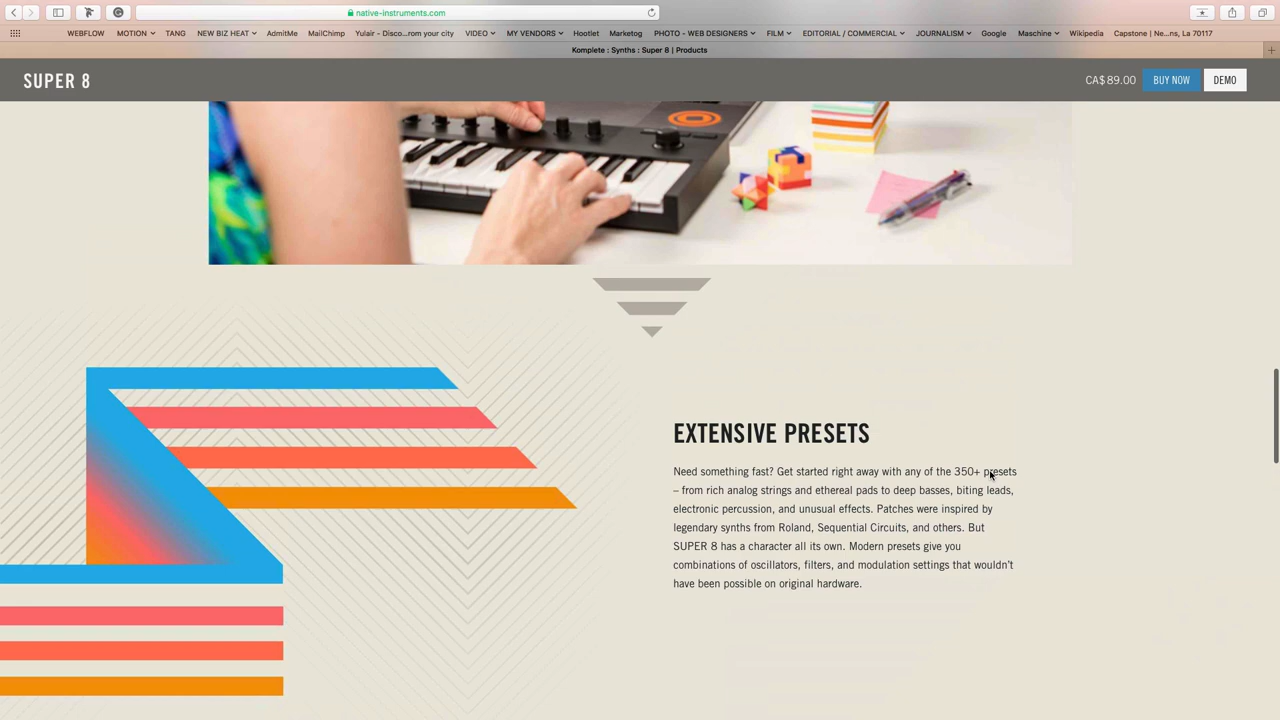 native-instruments.com
WEBFLOW MOTION TANG NEW BIZ HEAT AdmitMe MailChimp Yulair - Disco...rom your city VIDEO MY VENDORS Hootlet Marketog PHOTO - WEB DESIGNERS FILM EDITORIAL / COMMERCIAL JOURNALISM Google Maschine Wikipedia Capstone | Ne...ns, La 70117
Komplete : Synths : Super 8 | Products
SUPER 8
CA$ 89.00 BUY NOW DEMO
EXTENSIVE PRESETS
Need something fast? Get started right away with any of the 350+ presets
– from rich analog strings and ethereal pads to deep basses, biting leads,
electronic percussion, and unusual effects. Patches were inspired by
legendary synths from Roland, Sequential Circuits, and others. But
SUPER 8 has a character all its own. Modern presets give you
combinations of oscillators, filters, and modulation settings that wouldn't
have been possible on original hardware.